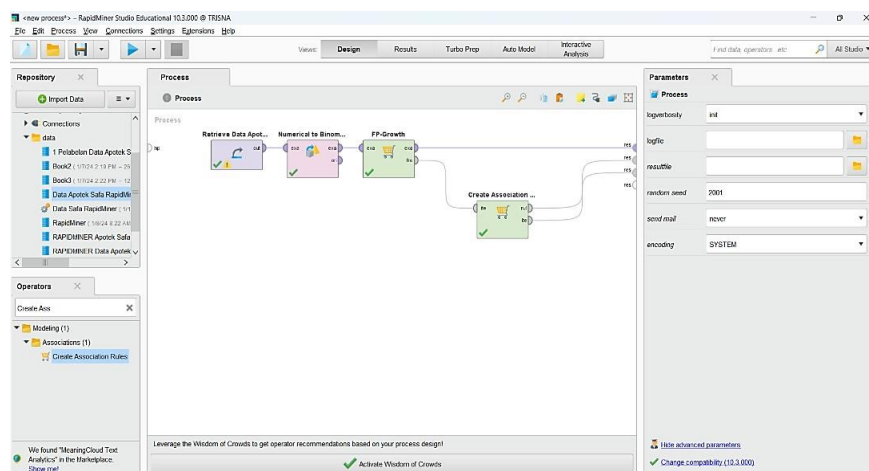 <new process*> – RapidMiner Studio Educational 10.3.000 @ TRISNA
File Edit Process View Connections Settings Extensions Help
Views: Design Results Turbo Prep Auto Model Interactive Analysis
Find data, operators...etc
All Studio
Repository
Import Data
Connections
data
1 Pelabelan Data Apotek S
Book2
Book3
Data Apotek Safa RapidMi
Data Safa RapidMiner
RapidMiner
RAPIDMINER Apotek Safa
RAPIDMINER Data Apotek
Operators
Create Ass
Modeling (1)
Associations (1)
Create Association Rules
We found "MeaningCloud Text
Analytics" in the Marketplace.
Show me!
Process
Process
Process
Retrieve Data Apot...
Numerical to Binom...
FP-Growth
out
exa
exa
ori
exa
exa
fre
Create Association ...
res
res
res
res
Leverage the Wisdom of Crowds to get operator recommendations based on your process design!
Activate Wisdom of Crowds
Parameters
Process
logverbosity init
logfile
resultfile
random seed 2001
send mail never
encoding SYSTEM
Hide advanced parameters
Change compatibility (10.3.000)